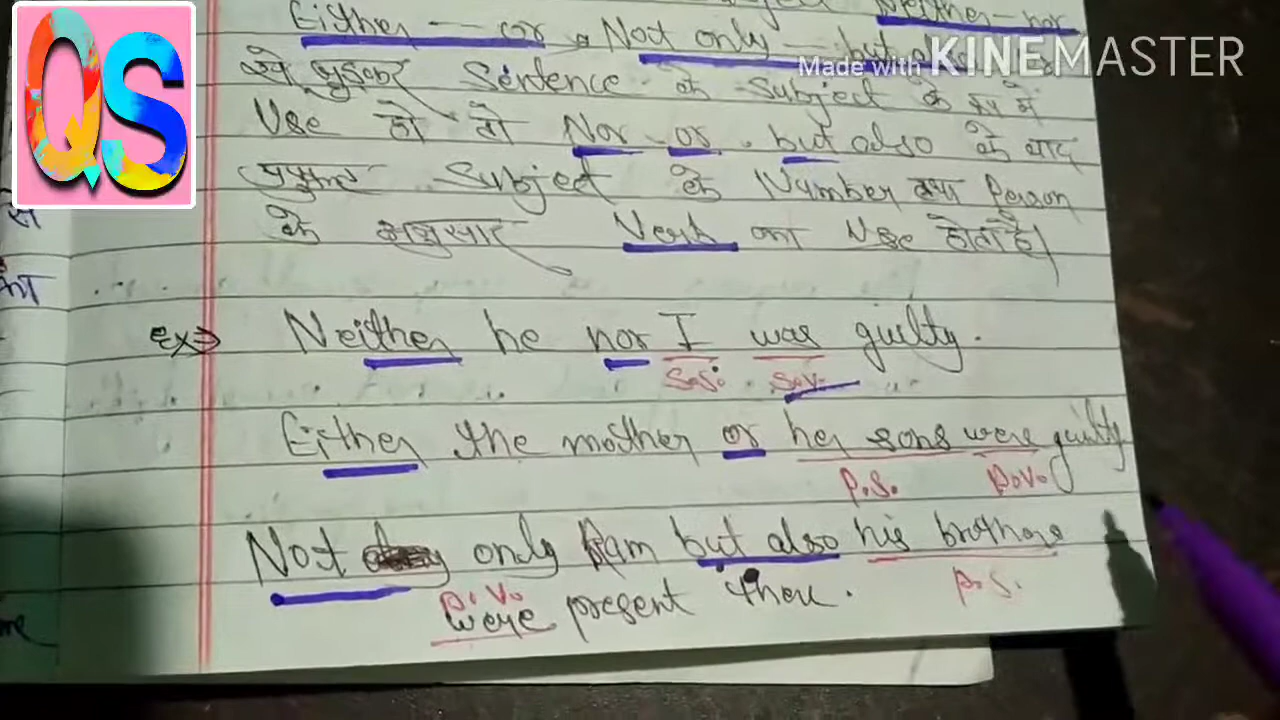 QS
Neither-nor
Either — or, Not only — but also
Made with KINEMASTER
से जुड़कर Sentence के Subject के रूप में
Use हो तो Nor, or, but also के बाद
प्रयुक्त Subject के Number तथा Person
के अनुसार Verb का Use होता है।
Ex⇒ Neither he nor I was guilty.
S.S. S.V.
Either the mother or her sons were guilty
P.S. P.V.
Not only Ram but also his brothers
P.V. P.S.
were present there.